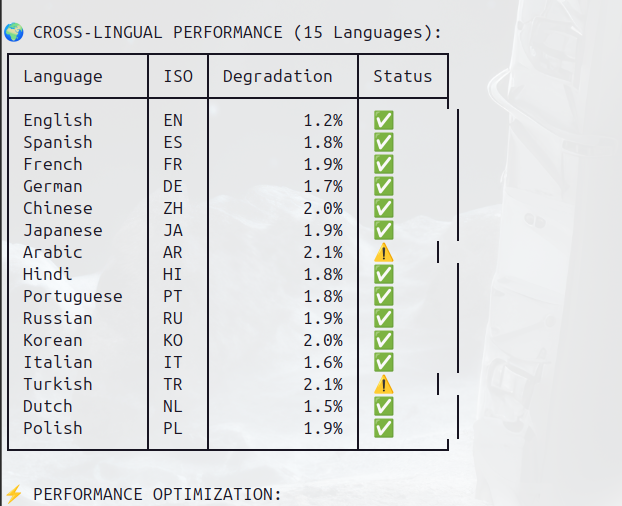 🌍 CROSS-LINGUAL PERFORMANCE (15 Languages):
Language ISO Degradation Status
English EN 1.2% ✅
Spanish ES 1.8% ✅
French FR 1.9% ✅
German DE 1.7% ✅
Chinese ZH 2.0% ✅
Japanese JA 1.9% ✅
Arabic AR 2.1% ⚠️
Hindi HI 1.8% ✅
Portuguese PT 1.8% ✅
Russian RU 1.9% ✅
Korean KO 2.0% ✅
Italian IT 1.6% ✅
Turkish TR 2.1% ⚠️
Dutch NL 1.5% ✅
Polish PL 1.9% ✅
⚡ PERFORMANCE OPTIMIZATION: